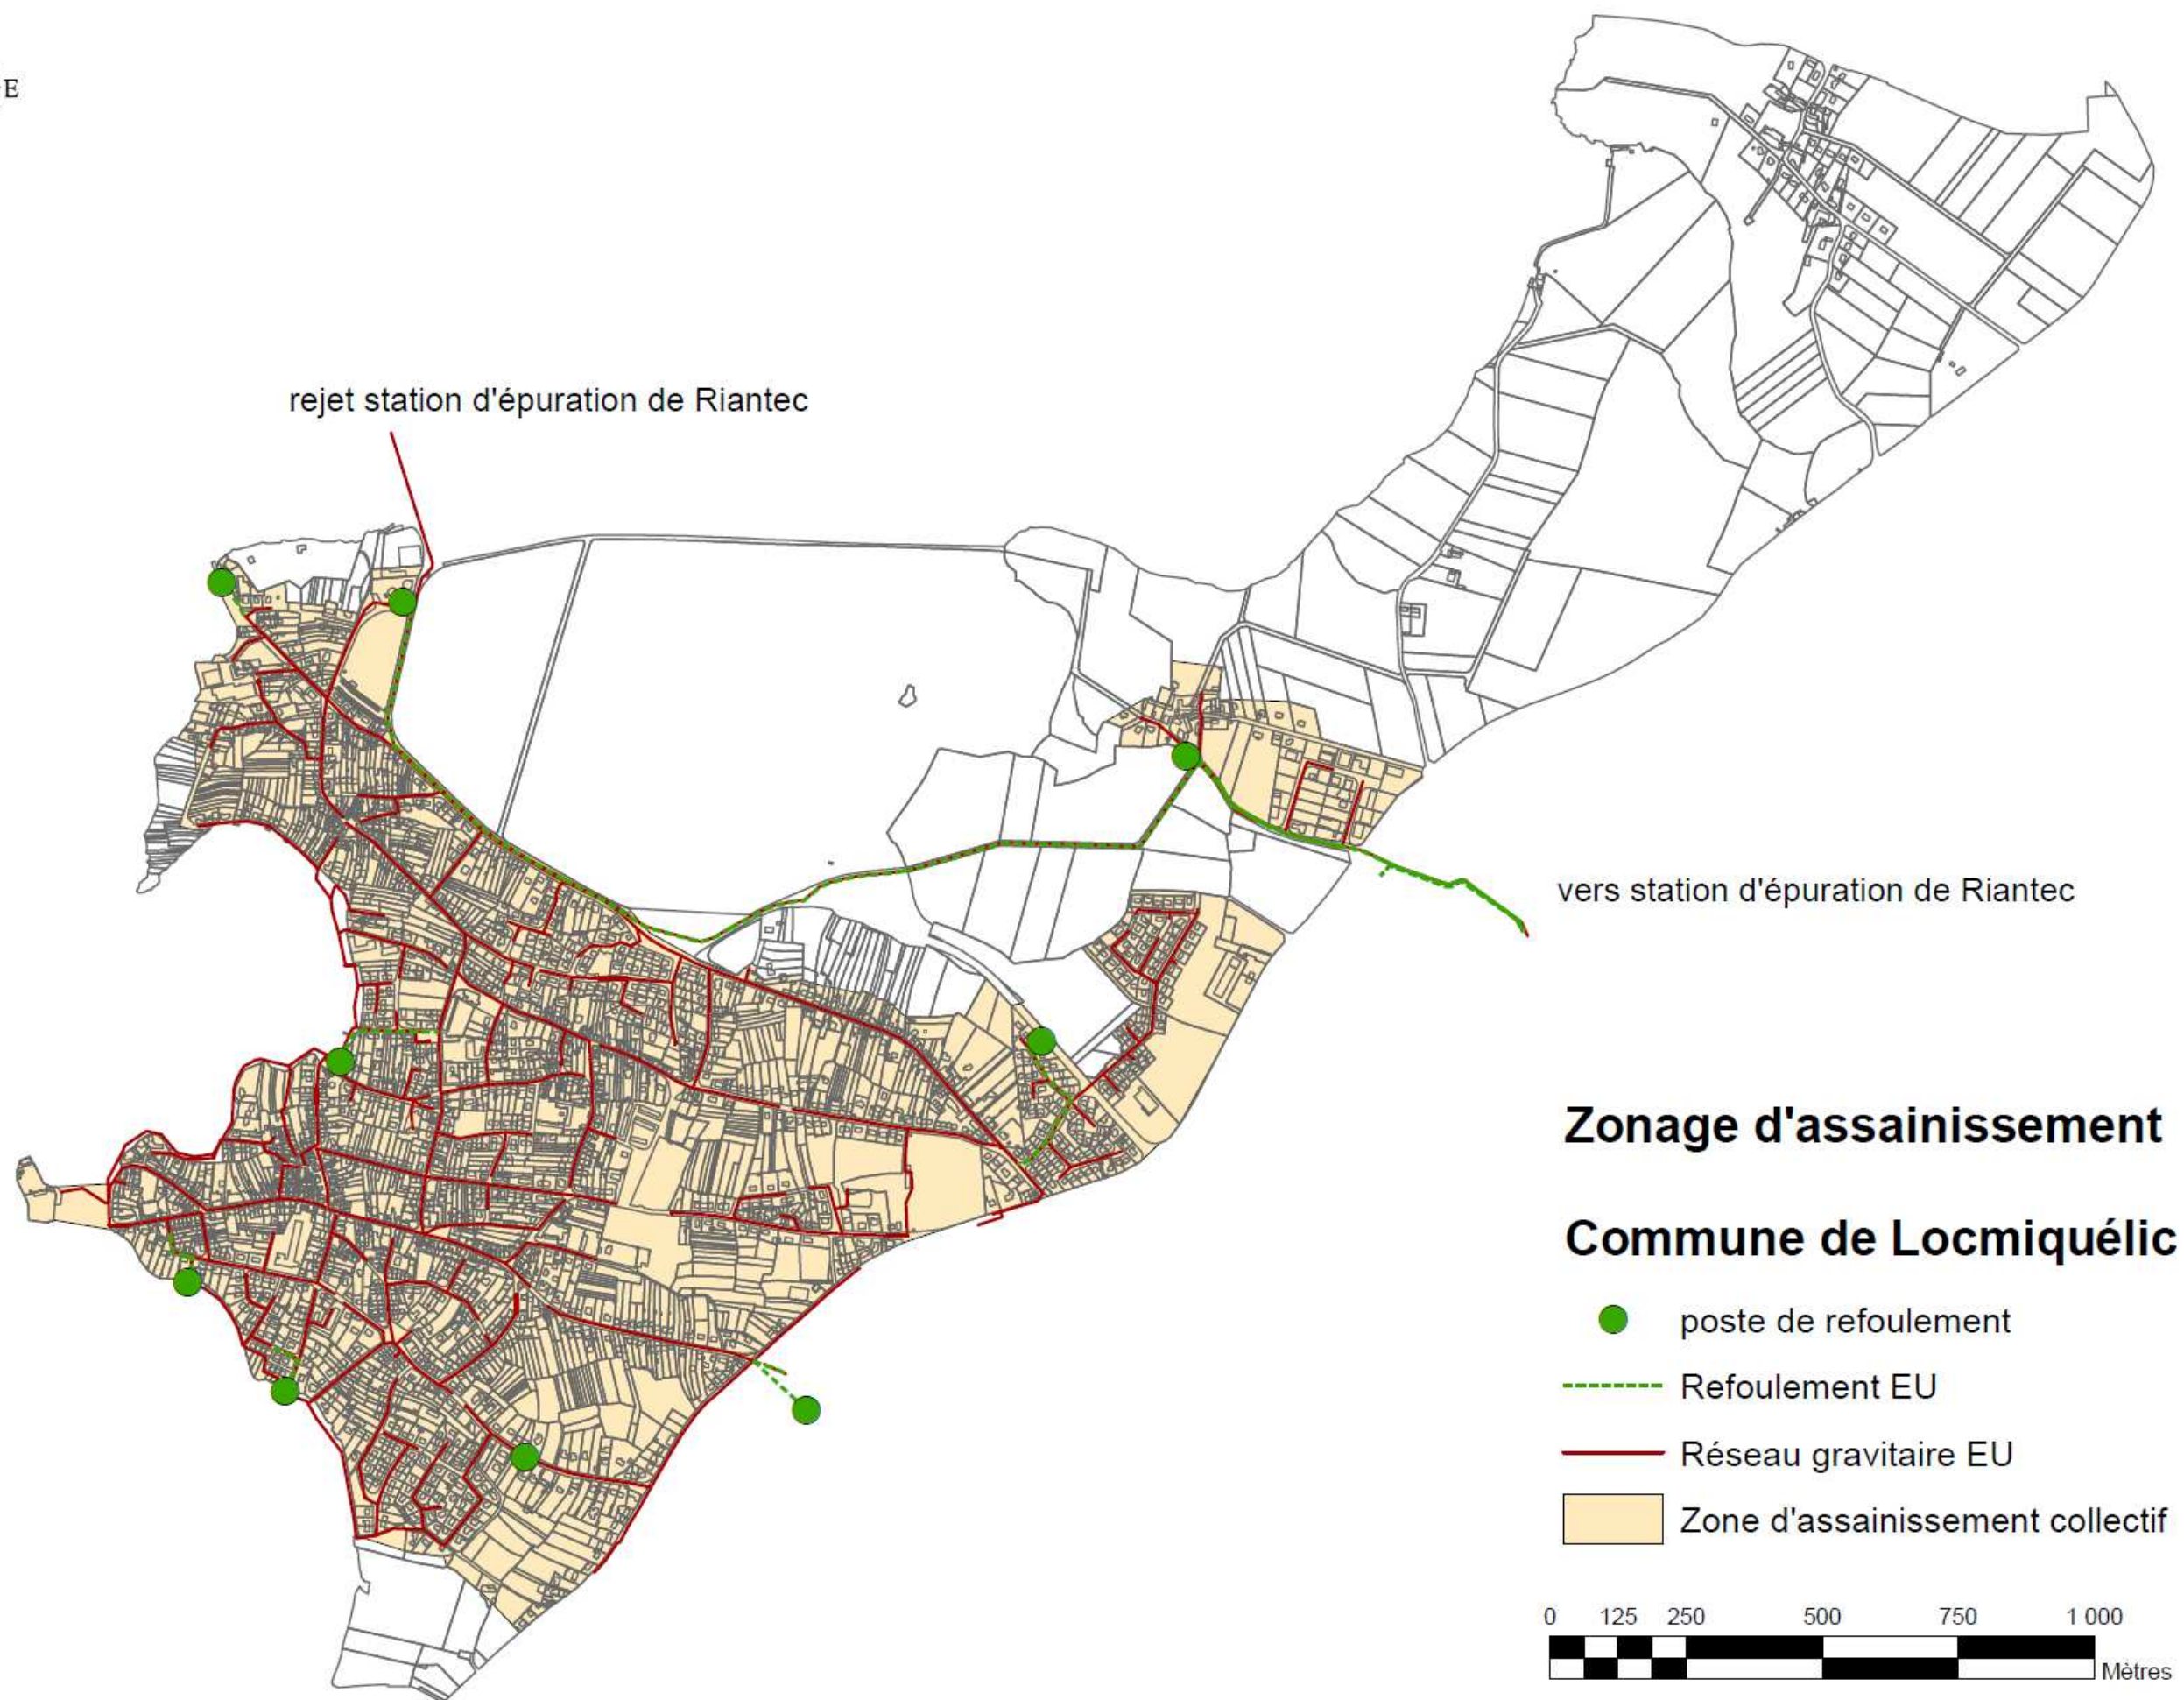 E
rejet station d'épuration de Riantec
vers station d'épuration de Riantec
Zonage d'assainissement
Commune de Locmiquélic
poste de refoulement
Refoulement EU
Réseau gravitaire EU
Zone d'assainissement collectif
0 125 250 500 750 1 000
Mètres